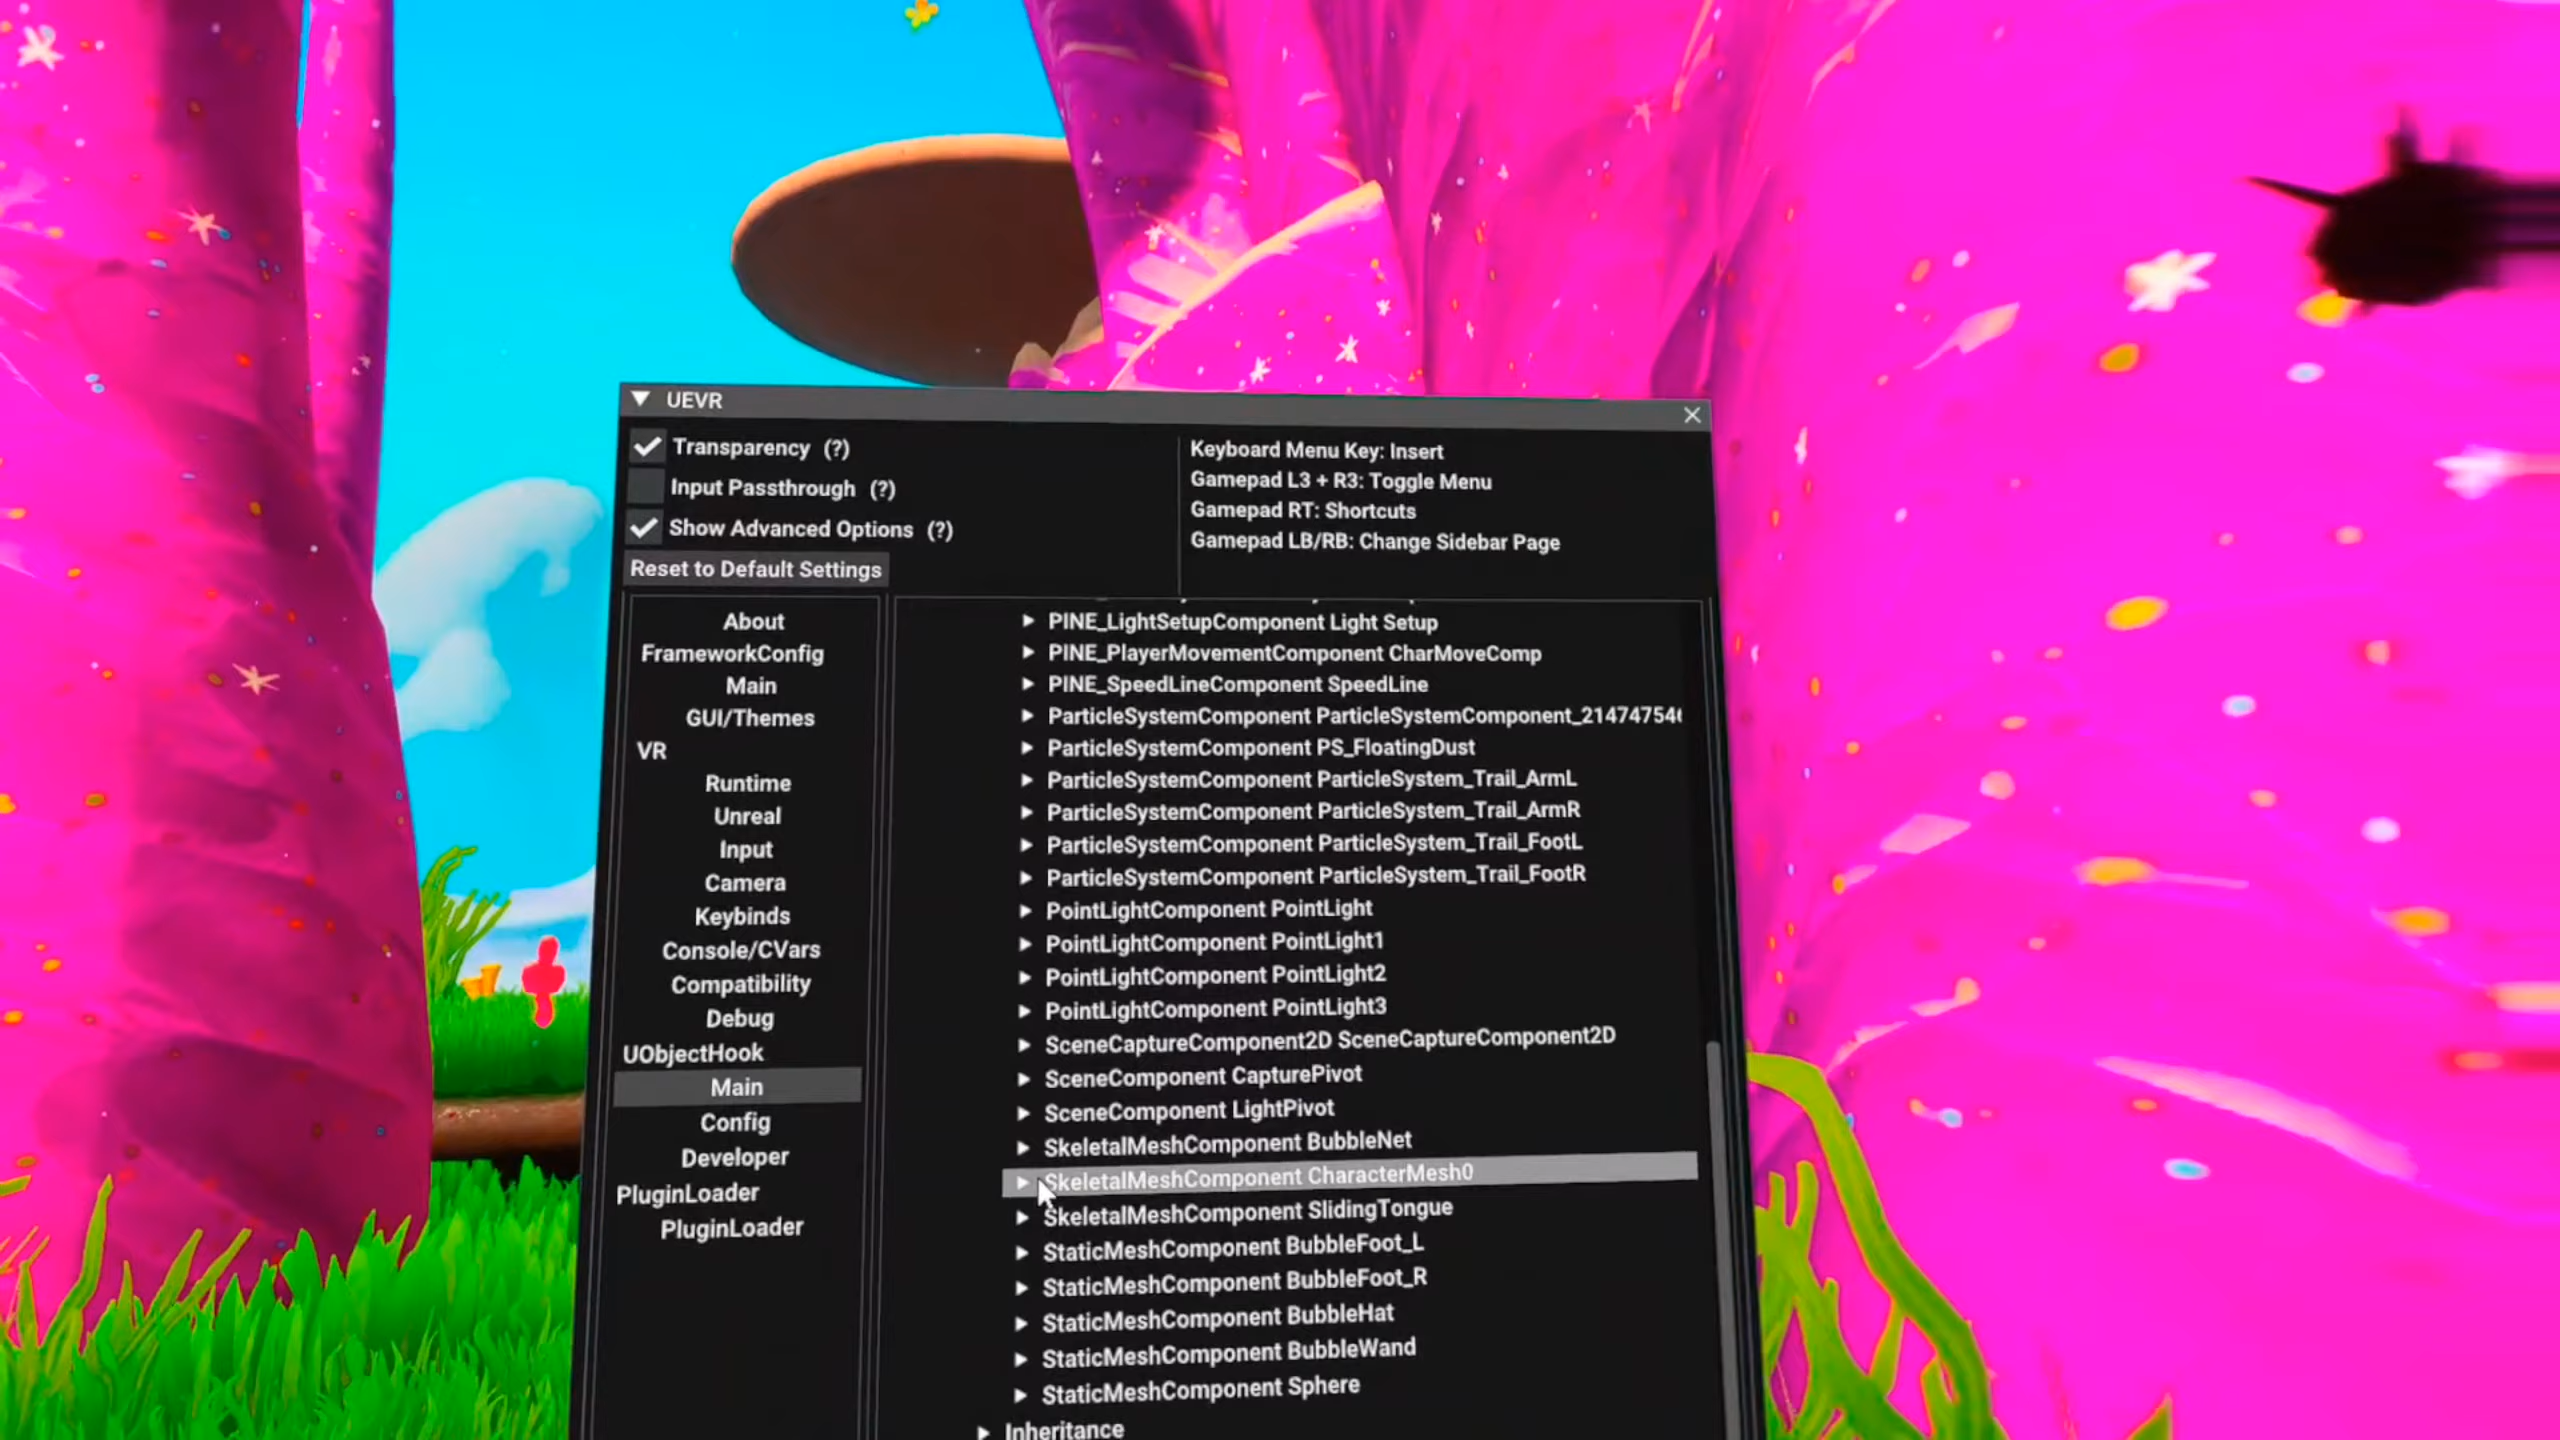 UEVR
Transparency (?)
Input Passthrough (?)
Show Advanced Options (?)
Reset to Default Settings
Keyboard Menu Key: Insert
Gamepad L3 + R3: Toggle Menu
Gamepad RT: Shortcuts
Gamepad LB/RB: Change Sidebar Page
About
FrameworkConfig
Main
GUI/Themes
VR
Runtime
Unreal
Input
Camera
Keybinds
Console/CVars
Compatibility
Debug
UObjectHook
Main
Config
Developer
PluginLoader
PluginLoader
PINE_LightSetupComponent Light Setup
PINE_PlayerMovementComponent CharMoveComp
PINE_SpeedLineComponent SpeedLine
ParticleSystemComponent
ParticleSystemComponent PS_FloatingDust
ParticleSystemComponent ParticleSystem_Trail_ArmL
ParticleSystemComponent ParticleSystem_Trail_ArmR
ParticleSystemComponent ParticleSystem_Trail_FootL
ParticleSystemComponent ParticleSystem_Trail_FootR
PointLightComponent PointLight
PointLightComponent PointLight1
PointLightComponent PointLight2
PointLightComponent PointLight3
SceneCaptureComponent2D SceneCaptureComponent2D
SceneComponent CapturePivot
SceneComponent LightPivot
SkeletalMeshComponent BubbleNet
SkeletalMeshComponent CharacterMesh0
SkeletalMeshComponent SlidingTongue
StaticMeshComponent BubbleFoot_L
StaticMeshComponent BubbleFoot_R
StaticMeshComponent BubbleHat
StaticMeshComponent BubbleWand
StaticMeshComponent Sphere
Inheritance